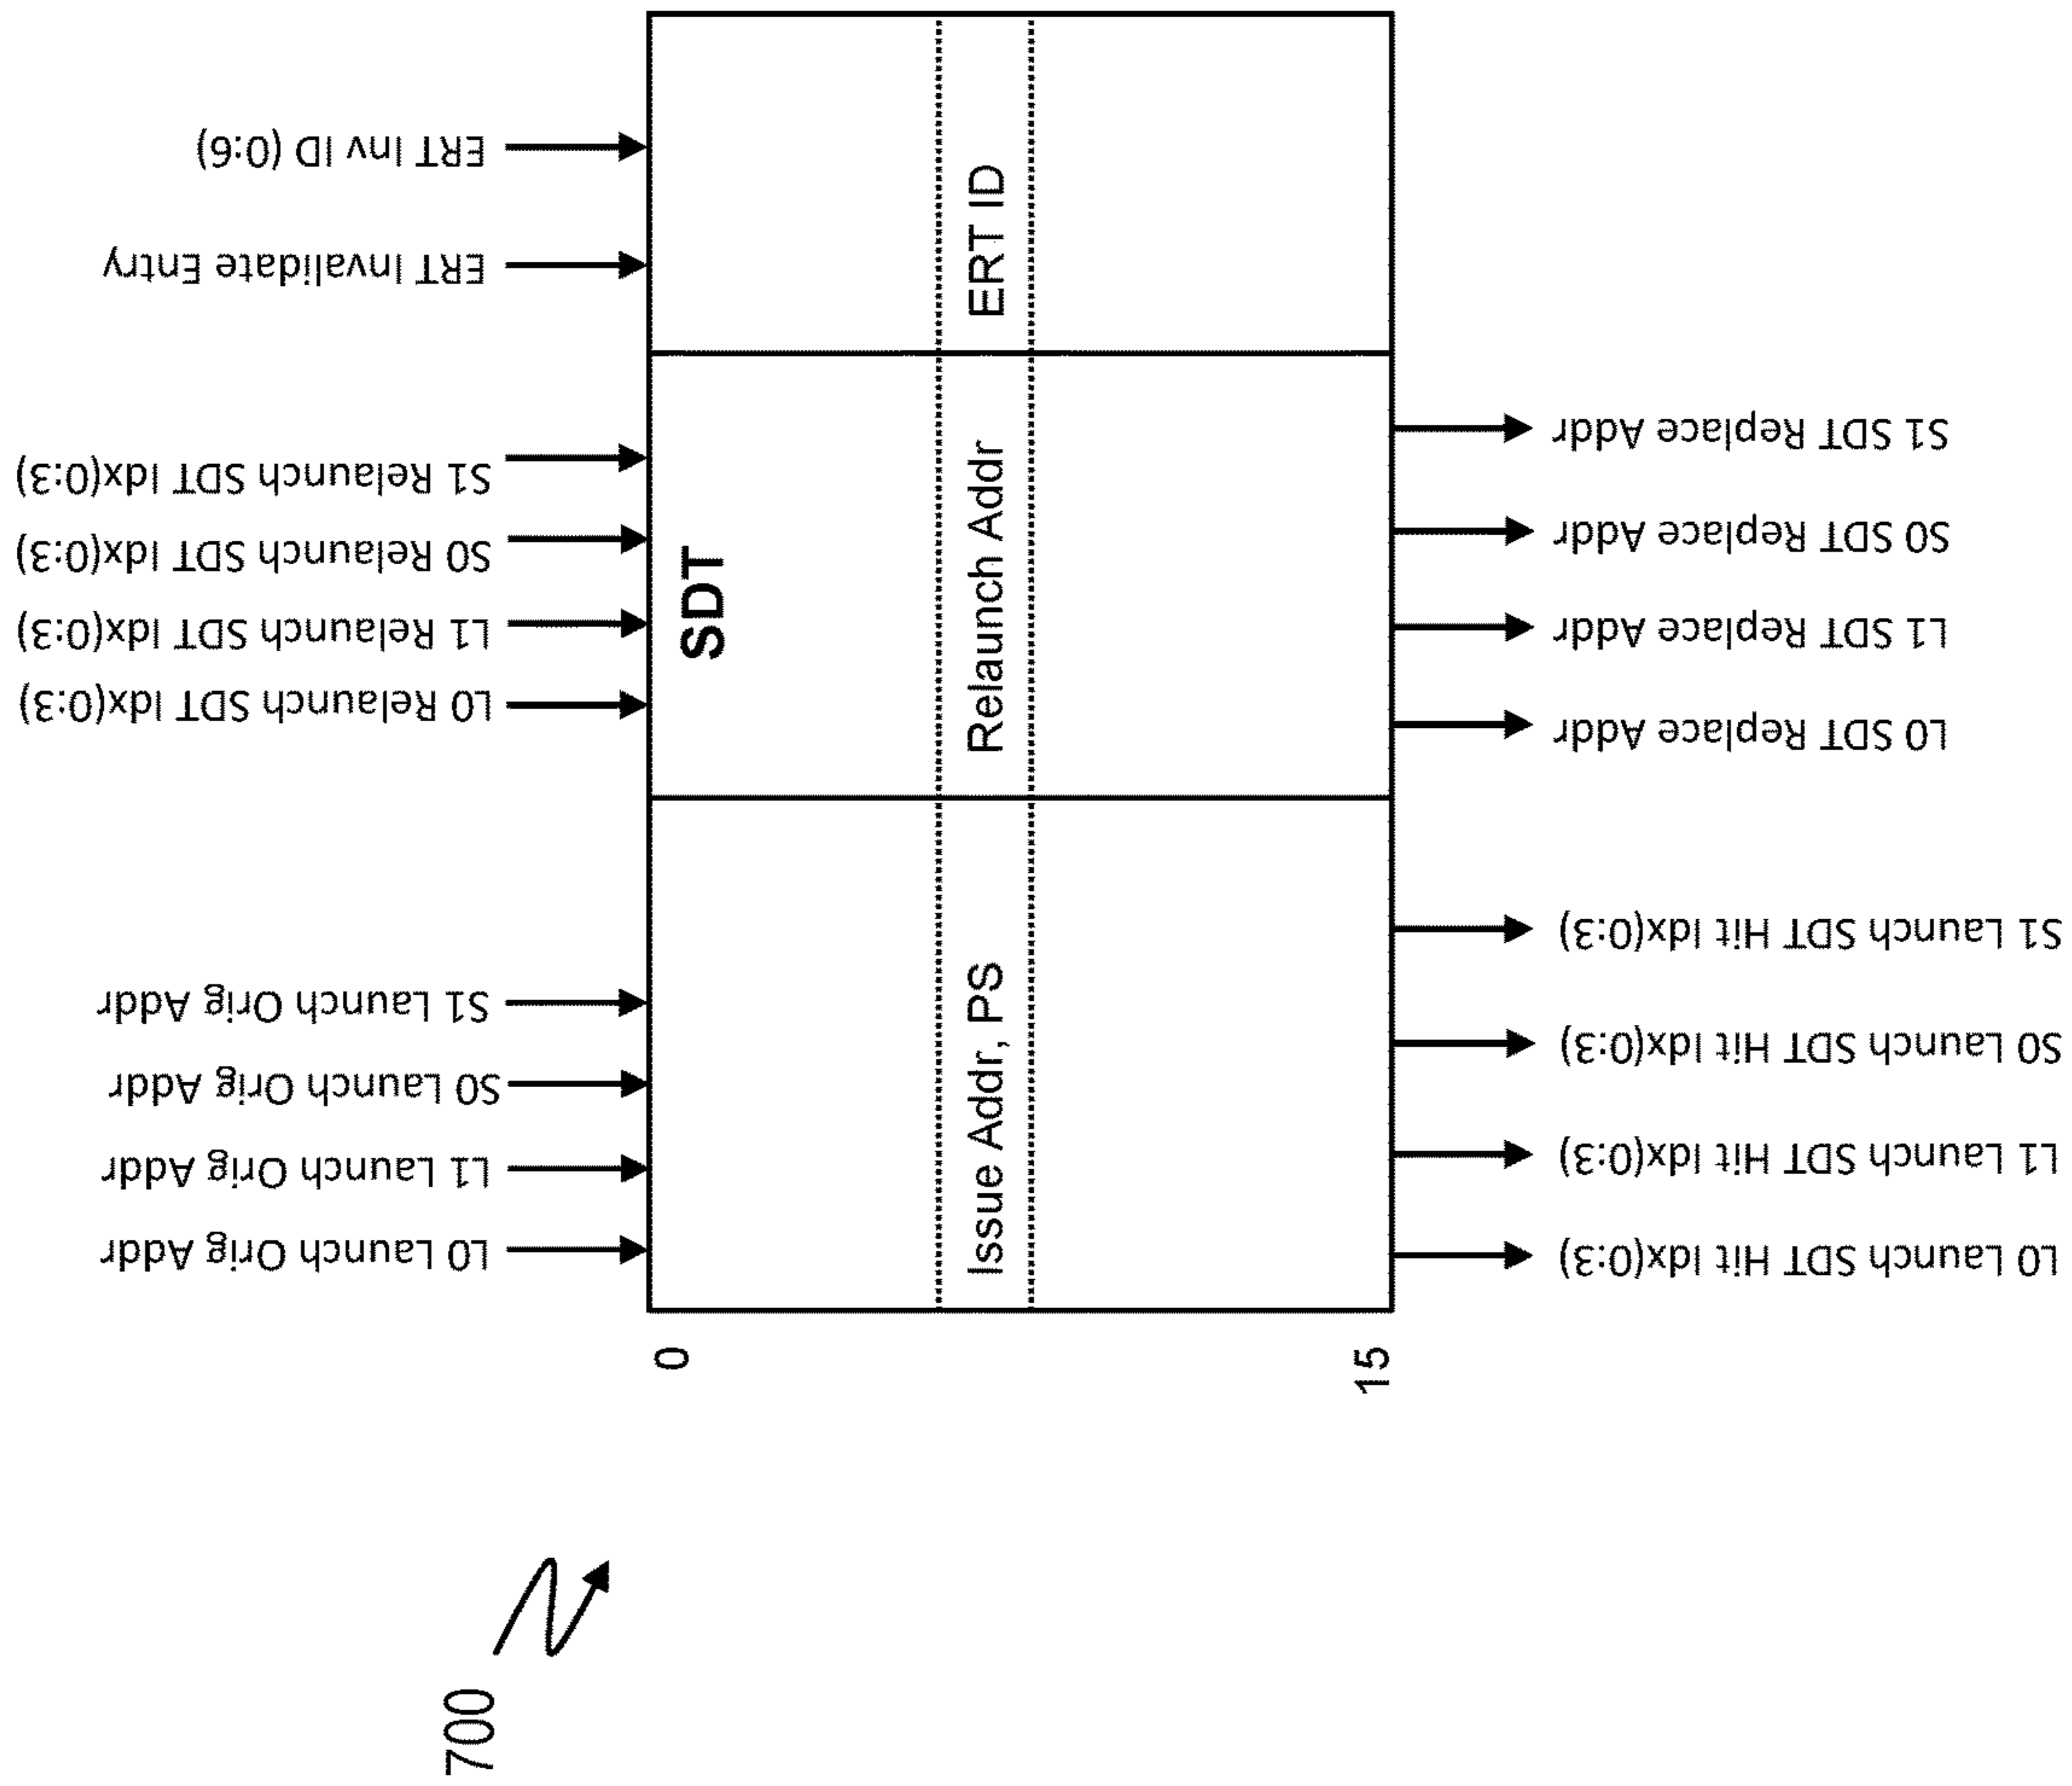 700
L0 Launch Orig Addr
L1 Launch Orig Addr
S0 Launch Orig Addr
S1 Launch Orig Addr
L0 Relaunch SDT Idx(0:3)
L1 Relaunch SDT Idx(0:3)
S0 Relaunch SDT Idx(0:3)
S1 Relaunch SDT Idx(0:3)
ERT Invalidate Entry
ERT Inv ID (0:6)
0
SDT
Issue Addr, PS
Relaunch Addr
ERT ID
15
L0 Launch SDT Hit Idx(0:3)
L1 Launch SDT Hit Idx(0:3)
S0 Launch SDT Hit Idx(0:3)
S1 Launch SDT Hit Idx(0:3)
L0 SDT Replace Addr
L1 SDT Replace Addr
S0 SDT Replace Addr
S1 SDT Replace Addr